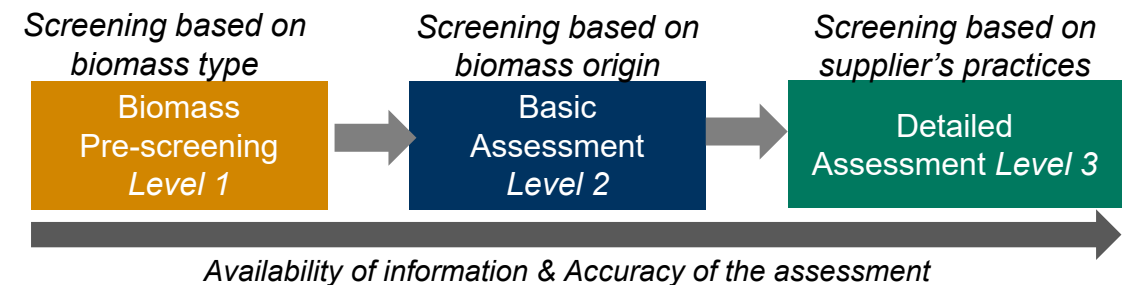 Screening based on
biomass type
Screening based on
biomass origin
Screening based on
supplier's practices
Biomass
Pre-screening
Level 1
Basic
Assessment
Level 2
Detailed
Assessment Level 3
Availability of information & Accuracy of the assessment